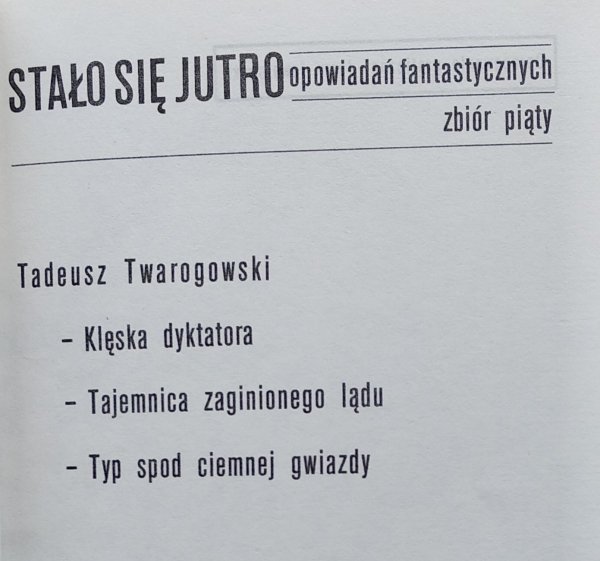 STAŁO SIĘ JUTRO opowiadań fantastycznych
zbiór piąty
Tadeusz Twarogowski
– Klęska dyktatora
– Tajemnica zaginionego lądu
– Typ spod ciemnej gwiazdy